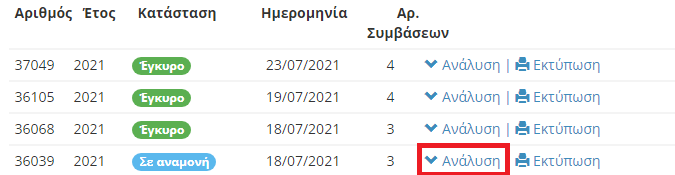 Αριθμός Έτος Κατάσταση Ημερομηνία Αρ. Συμβάσεων
37049 2021 Έγκυρο 23/07/2021 4 Ανάλυση | Εκτύπωση
36105 2021 Έγκυρο 19/07/2021 4 Ανάλυση | Εκτύπωση
36068 2021 Έγκυρο 18/07/2021 3 Ανάλυση | Εκτύπωση
36039 2021 Σε αναμονή 18/07/2021 3 Ανάλυση | Εκτύπωση